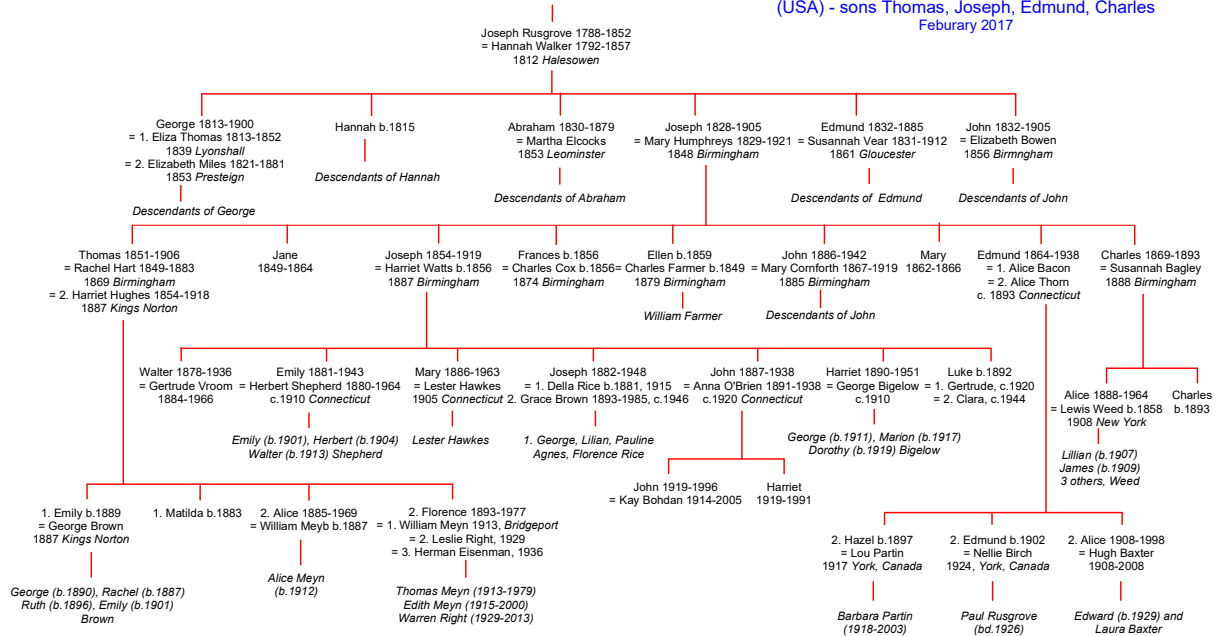 (USA) - sons Thomas, Joseph, Edmund, Charles
Feburary 2017
Joseph Rusgrove 1788-1852
= Hannah Walker 1792-1857
1812 Halesowen
George 1813-1900
= 1. Eliza Thomas 1813-1852
1839 Lyonshall
= 2. Elizabeth Miles 1821-1881
1853 Presteign
Descendants of George
Hannah b.1815
Descendants of Hannah
Abraham 1830-1879
= Martha Elcocks
1853 Leominster
Descendants of Abraham
Joseph 1828-1905
= Mary Humphreys 1829-1921
1848 Birmingham
Edmund 1832-1885
= Susannah Vear 1831-1912
1861 Gloucester
Descendants of Edmund
John 1832-1905
= Elizabeth Bowen
1856 Birmngham
Descendants of John
Thomas 1851-1906
= Rachel Hart 1849-1883
1869 Birmingham
= 2. Harriet Hughes 1854-1918
1887 Kings Norton
Jane
1849-1864
Joseph 1854-1919
= Harriet Watts b.1856
1887 Birmingham
Frances b.1856
= Charles Cox b.1856
1874 Birmingham
Ellen b.1859
= Charles Farmer b.1849
1879 Birmingham
William Farmer
John 1886-1942
= Mary Cornforth 1867-1919
1885 Birmingham
Descendants of John
Mary
1862-1866
Edmund 1864-1938
= 1. Alice Bacon
= 2. Alice Thorn
c. 1893 Connecticut
Charles 1869-1893
= Susannah Bagley
1888 Birmingham
Walter 1878-1936
= Gertrude Vroom
1884-1966
Emily 1881-1943
= Herbert Shepherd 1880-1964
c.1910 Connecticut
Emily (b.1901), Herbert (b.1904)
Walter (b.1913) Shepherd
Mary 1886-1963
= Lester Hawkes
1905 Connecticut
Lester Hawkes
Joseph 1882-1948
= 1. Della Rice b.1881, 1915
2. Grace Brown 1893-1985, c.1946
1. George, Lilian, Pauline
Agnes, Florence Rice
John 1887-1938
= Anna O'Brien 1891-1938
c.1920 Connecticut
Harriet 1890-1951
= George Bigelow
c.1910
George (b.1911), Marion (b.1917)
Dorothy (b.1919) Bigelow
Luke b.1892
= 1. Gertrude, c.1920
= 2. Clara, c.1944
Alice 1888-1964
= Lewis Weed b.1858
1908 New York
Lillian (b.1907)
James (b.1909)
3 others, Weed
Charles
b.1893
John 1919-1996
= Kay Bohdan 1914-2005
Harriet
1919-1991
1. Emily b.1889
= George Brown
1887 Kings Norton
George (b.1890), Rachel (b.1887)
Ruth (b.1896), Emily (b.1901)
Brown
1. Matilda b.1883
2. Alice 1885-1969
= William Meyb b.1887
Alice Meyn
(b.1912)
2. Florence 1893-1977
= 1. William Meyn 1913, Bridgeport
= 2. Leslie Right, 1929
= 3. Herman Eisenman, 1936
Thomas Meyn (1913-1979)
Edith Meyn (1915-2000)
Warren Right (1929-2013)
2. Hazel b.1897
= Lou Partin
1917 York, Canada
Barbara Partin
(1918-2003)
2. Edmund b.1902
= Nellie Birch
1924, York, Canada
Paul Rusgrove
(bd.1926)
2. Alice 1908-1998
= Hugh Baxter
1908-2008
Edward (b.1929) and
Laura Baxter